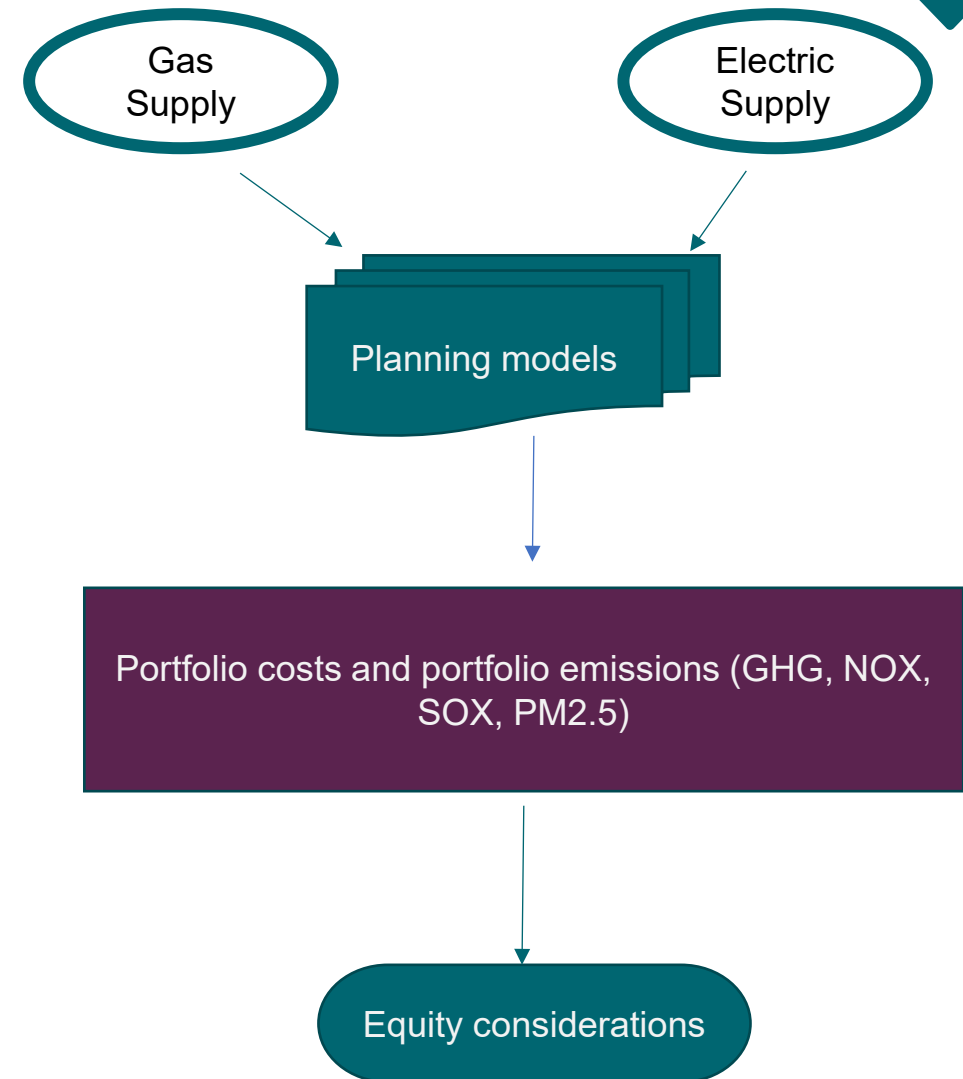 Gas
Supply
Electric
Supply
Planning models
Portfolio costs and portfolio emissions (GHG, NOX,
SOX, PM2.5)
Equity considerations